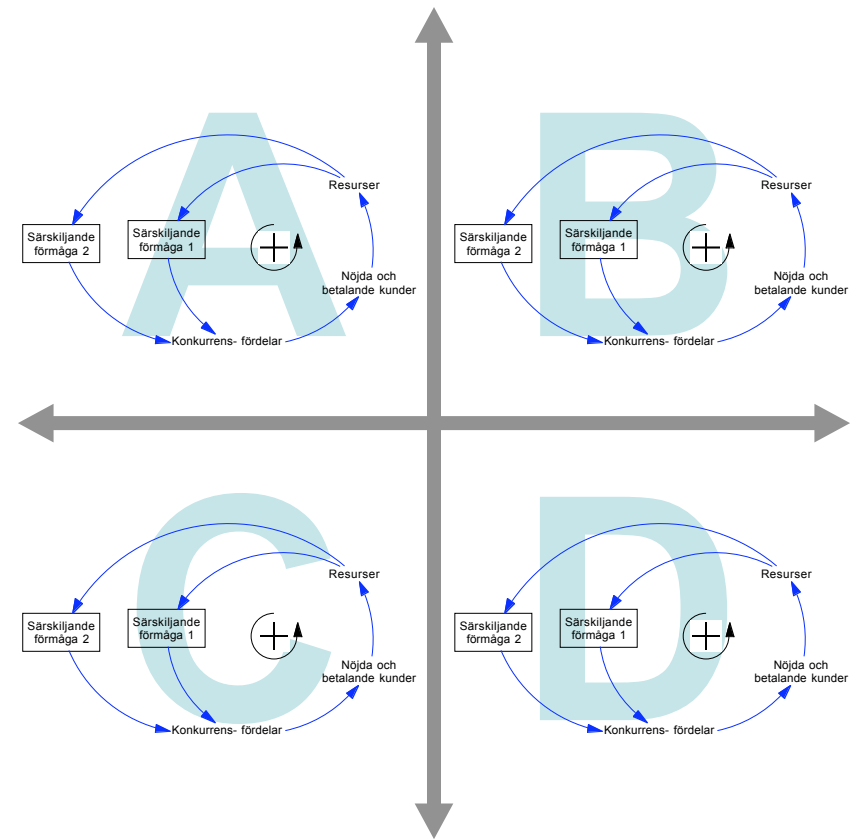 A
Resurser
Särskiljande
förmåga 2
Särskiljande
förmåga 1
Nöjda och
betalande kunder
Konkurrens- fördelar
B
Resurser
Särskiljande
förmåga 2
Särskiljande
förmåga 1
Nöjda och
betalande kunder
Konkurrens- fördelar
C
Resurser
Särskiljande
förmåga 2
Särskiljande
förmåga 1
Nöjda och
betalande kunder
Konkurrens- fördelar
D
Resurser
Särskiljande
förmåga 2
Särskiljande
förmåga 1
Nöjda och
betalande kunder
Konkurrens- fördelar